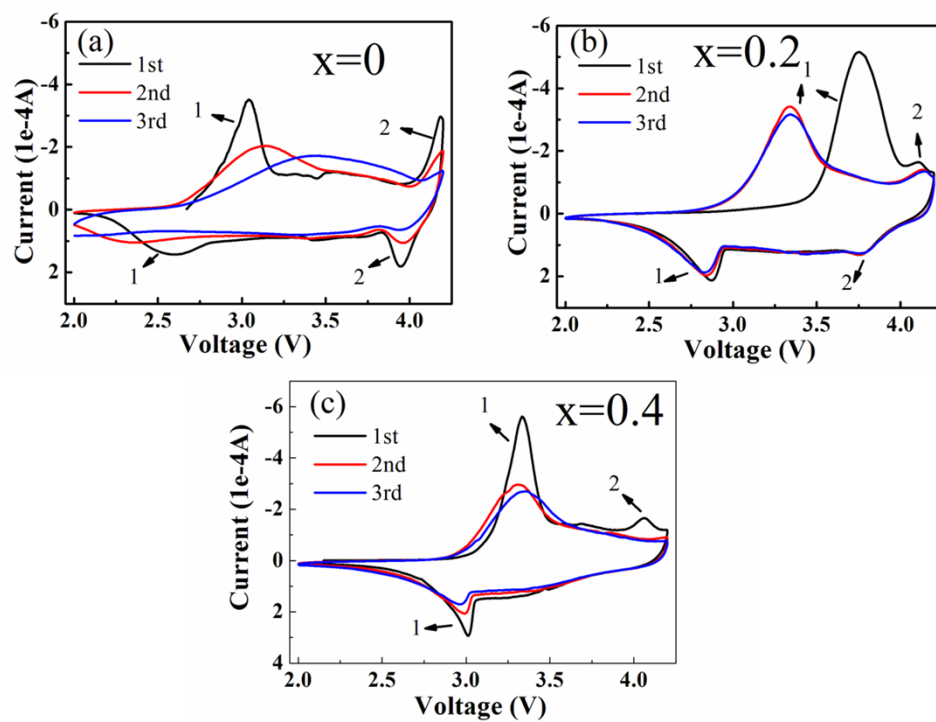 (a)
x=0
1st
2nd
3rd
1
2
1
2
-6
-4
-2
0
2
Current (1e-4A)
2.0 2.5 3.0 3.5 4.0
Voltage (V)
(b)
x=0.2
1st
2nd
3rd
1
2
1
2
-6
-4
-2
0
2
Current (1e-4A)
2.0 2.5 3.0 3.5 4.0
Voltage (V)
(c)
x=0.4
1st
2nd
3rd
1
2
1
-6
-4
-2
0
2
4
Current (1e-4A)
2.0 2.5 3.0 3.5 4.0
Voltage (V)